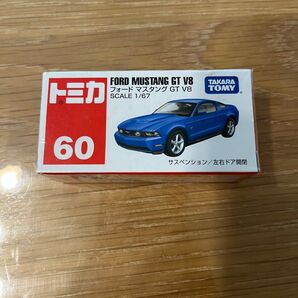 トミカ
60
FORD MUSTANG GT V8
フォード マスタング GT V8
SCALE 1/67
TAKARA
TOMY
サスペンション／左右ドア開閉